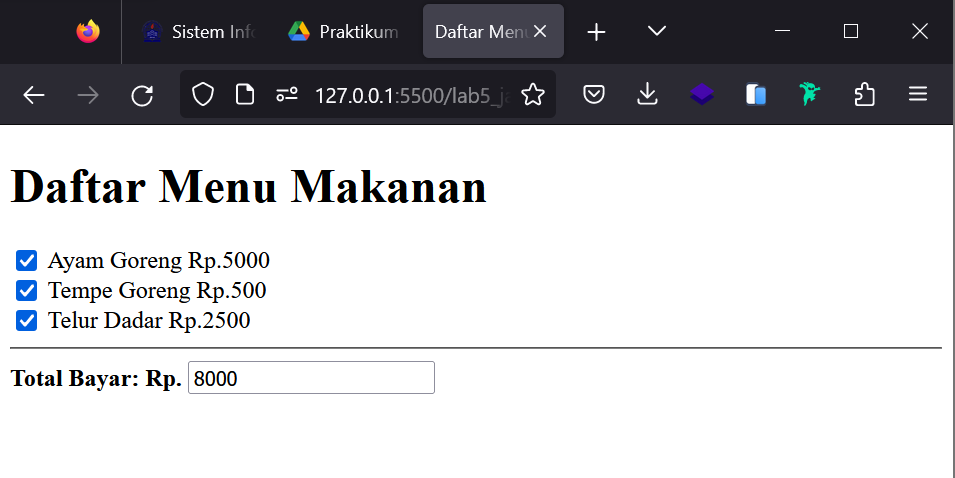 Sistem Info
Praktikum
Daftar Menu
127.0.0.1:5500/lab5_ja
Daftar Menu Makanan
Ayam Goreng Rp.5000
Tempe Goreng Rp.500
Telur Dadar Rp.2500
Total Bayar: Rp. 8000